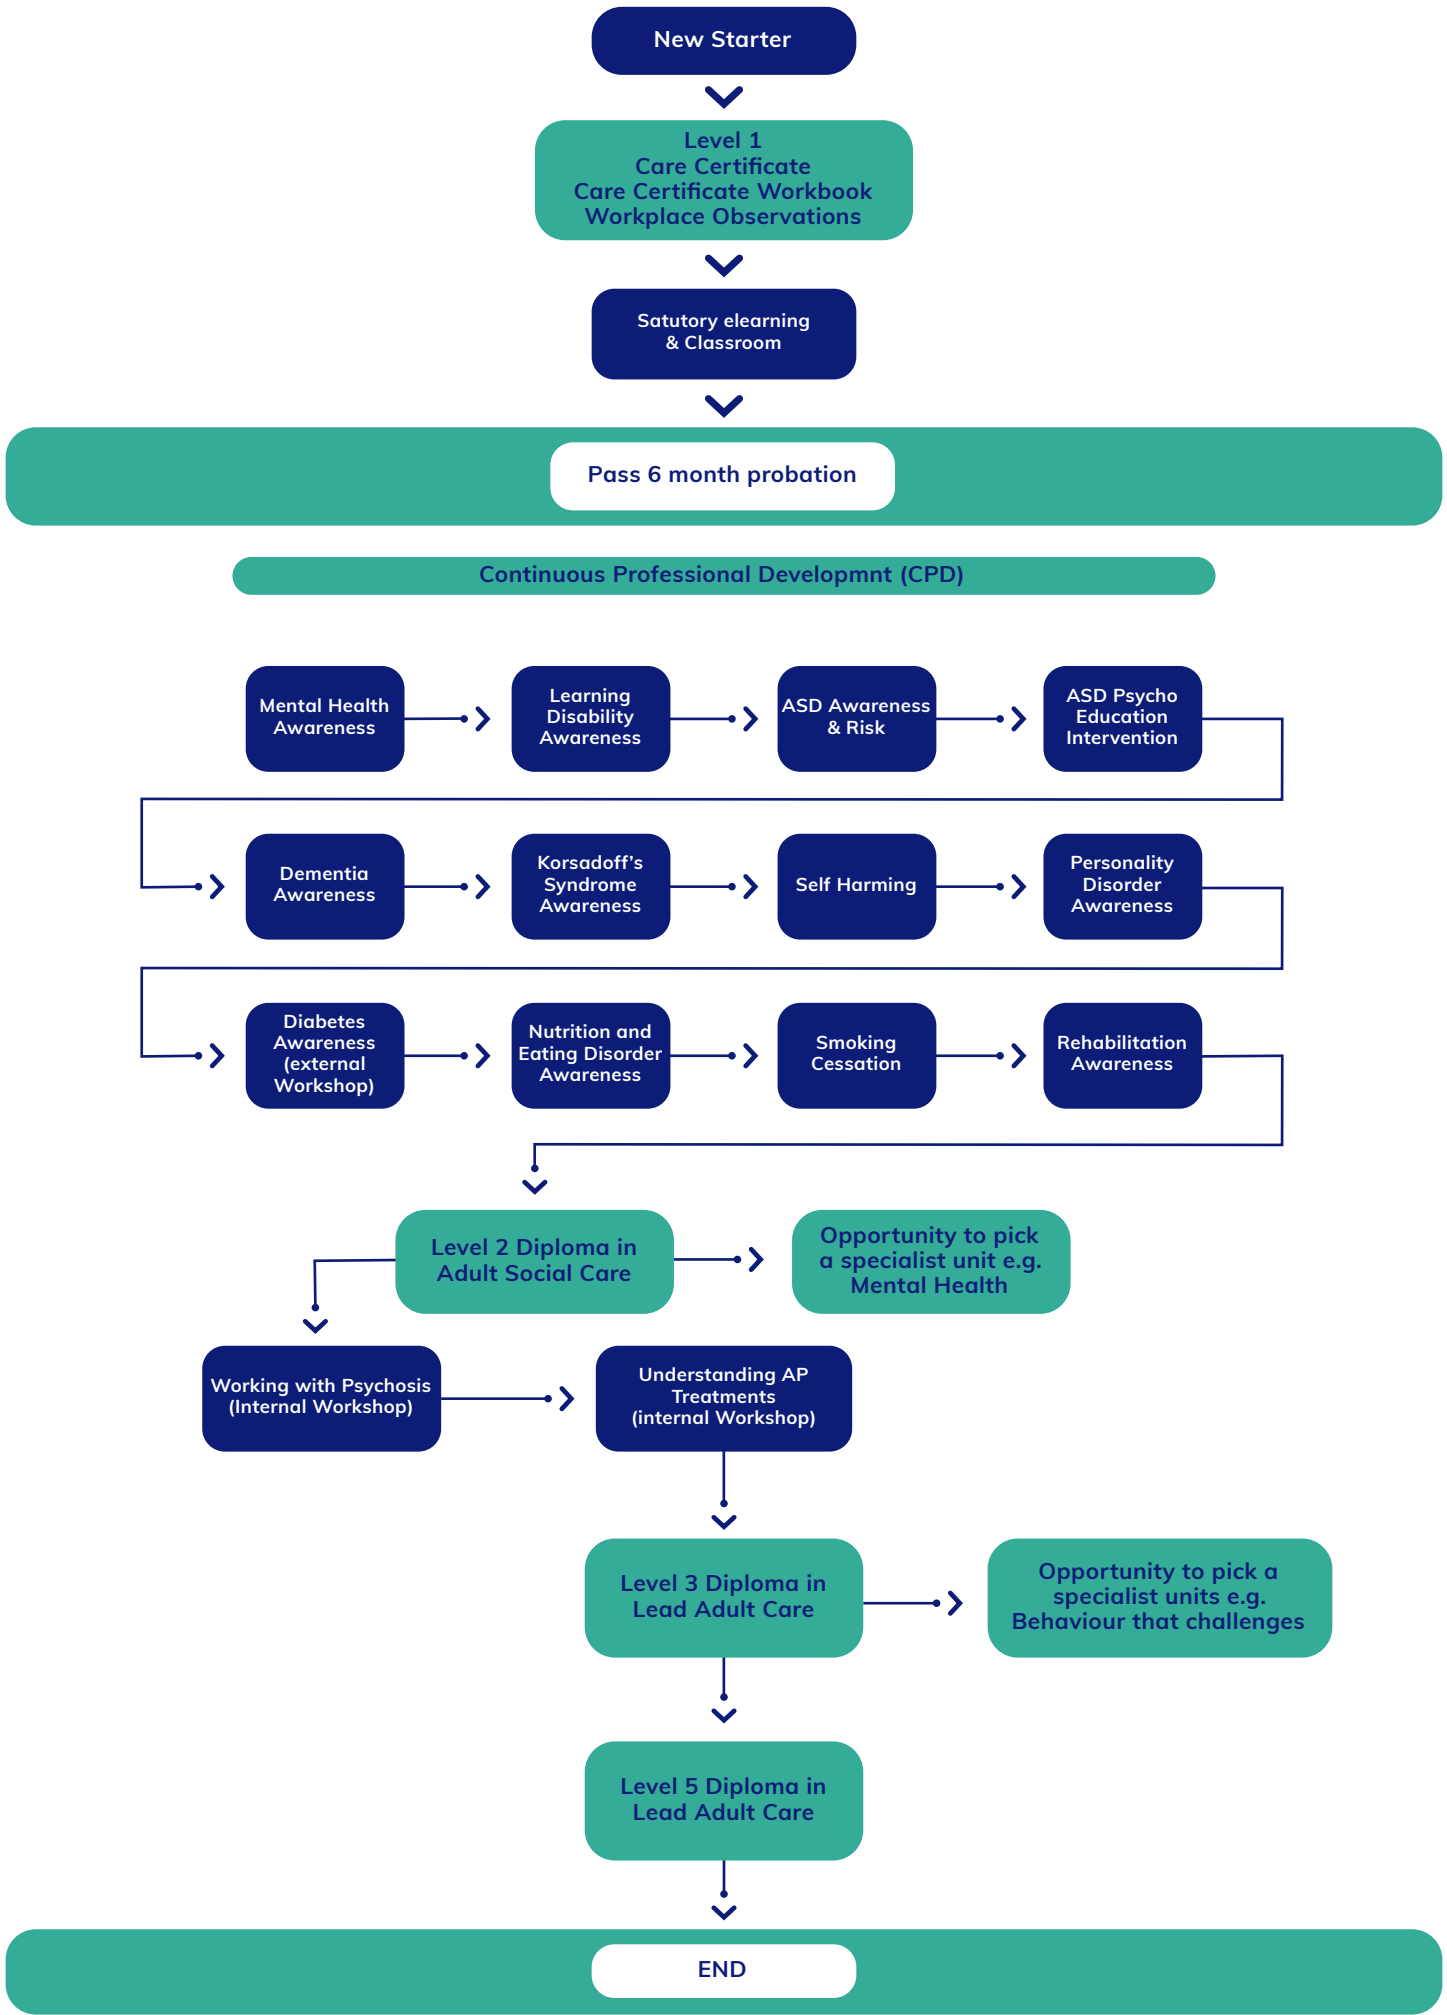 New Starter
Level 1
Care Certificate
Care Certificate Workbook
Workplace Observations
Satutory elearning
& Classroom
Pass 6 month probation
Continuous Professional Developmnt (CPD)
Mental Health
Awareness
Learning
Disability
Awareness
ASD Awareness
& Risk
ASD Psycho
Education
Intervention
Dementia
Awareness
Korsadoff’s
Syndrome
Awareness
Self Harming
Personality
Disorder
Awareness
Diabetes
Awareness
(external
Workshop)
Nutrition and
Eating Disorder
Awareness
Smoking
Cessation
Rehabilitation
Awareness
Level 2 Diploma in
Adult Social Care
Opportunity to pick
a specialist unit e.g.
Mental Health
Working with Psychosis
(Internal Workshop)
Understanding AP
Treatments
(internal Workshop)
Level 3 Diploma in
Lead Adult Care
Opportunity to pick a
specialist units e.g.
Behaviour that challenges
Level 5 Diploma in
Lead Adult Care
END